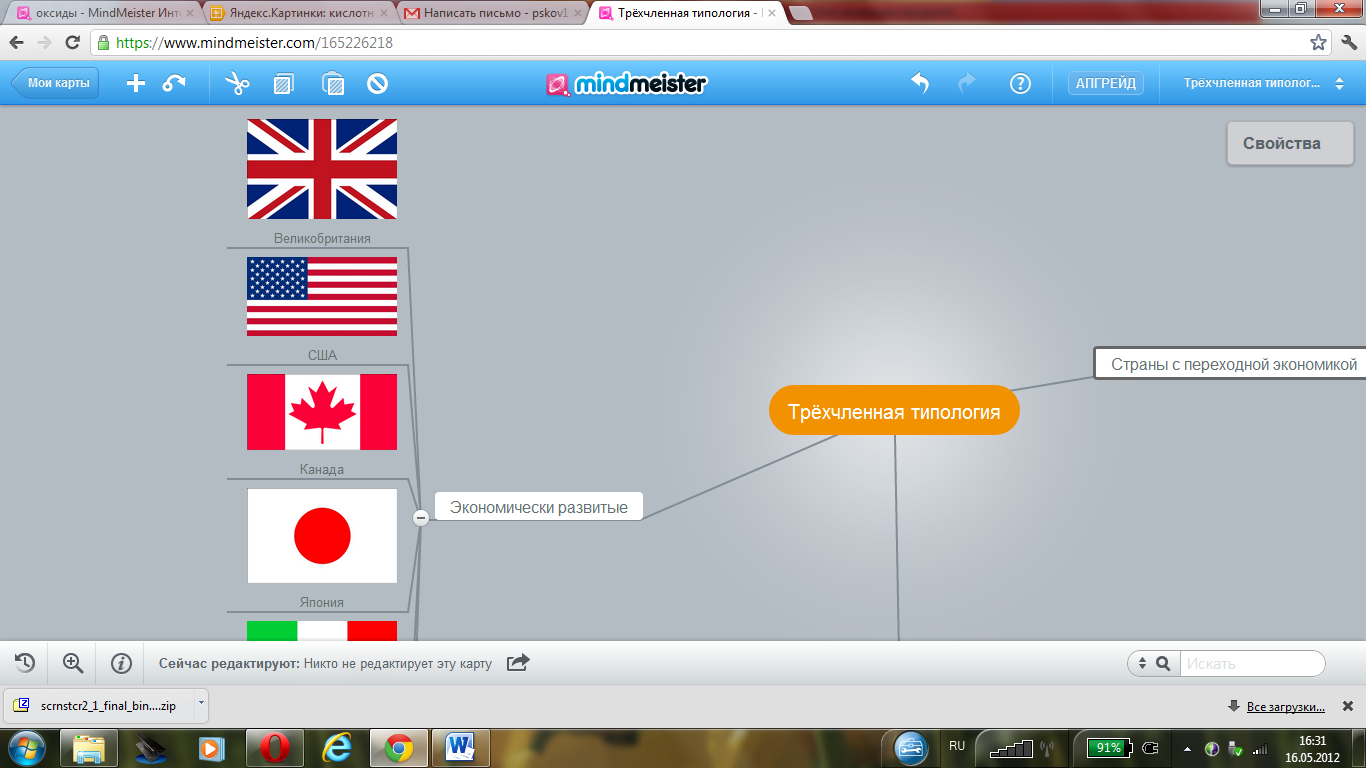 оксиды - MindMeister Инте
Яндекс.Картинки: кислотн
Написать письмо - pskov1
Трёхчленная типология -
https://www.mindmeister.com/165226218
Мои карты
mindmeister
АПГРЕЙД
Трёхчленная типолог...
Свойства
Великобритания
США
Канада
Япония
Экономически развитые
Трёхчленная типология
Страны с переходной экономикой
Сейчас редактируют: Никто не редактирует эту карту
Искать
scrnstcr2_1_final_bin....zip
Все загрузки...
RU
91%
16:31
16.05.2012